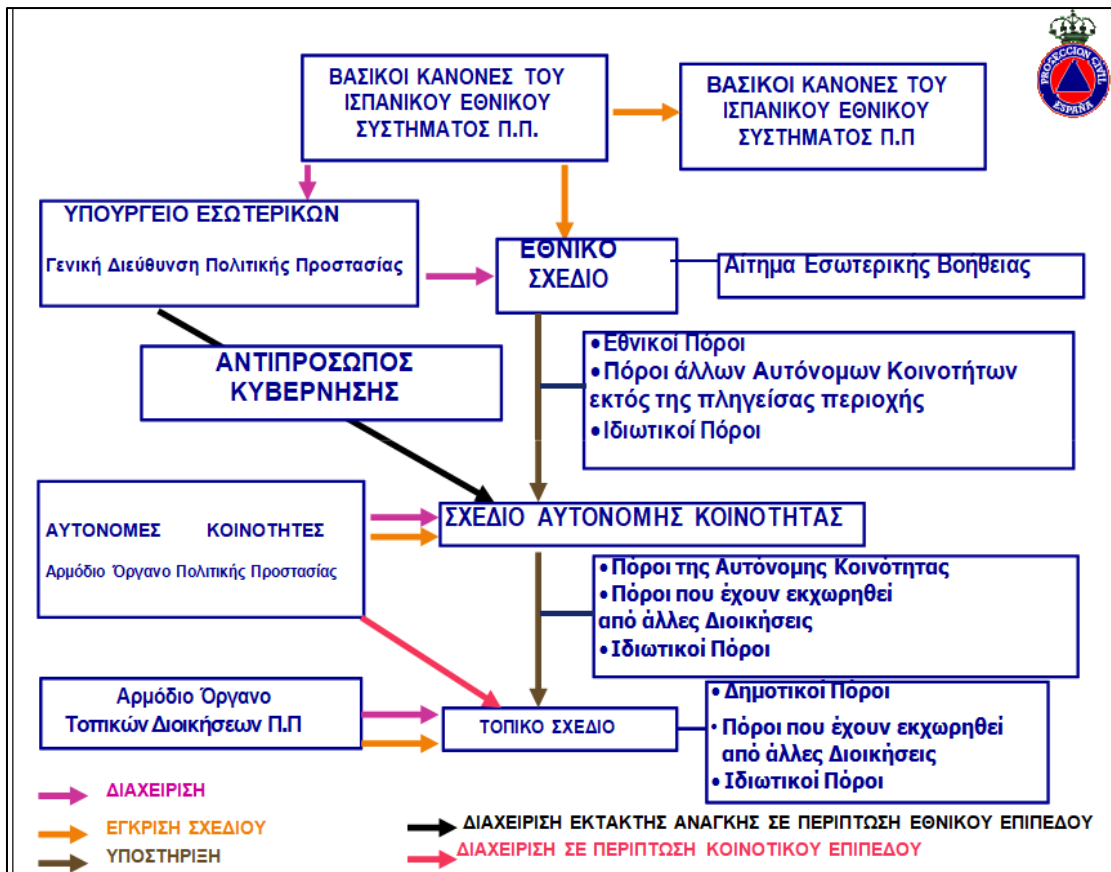 ΒΑΣΙΚΟΙ ΚΑΝΟΝΕΣ ΤΟΥ
ΙΣΠΑΝΙΚΟΥ ΕΘΝΙΚΟΥ
ΣΥΣΤΗΜΑΤΟΣ Π.Π.
ΒΑΣΙΚΟΙ ΚΑΝΟΝΕΣ ΤΟΥ
ΙΣΠΑΝΙΚΟΥ ΕΘΝΙΚΟΥ
ΣΥΣΤΗΜΑΤΟΣ Π.Π
PROTECCION CIVIL
ESPAÑA
ΥΠΟΥΡΓΕΙΟ ΕΣΩΤΕΡΙΚΩΝ
Γενική Διεύθυνση Πολιτικής Προστασίας
ΕΘΝΙΚΟ
ΣΧΕΔΙΟ
Αίτημα Εσωτερικής Βοήθειας
ΑΝΤΙΠΡΟΣΩΠΟΣ
ΚΥΒΕΡΝΗΣΗΣ
•Εθνικοί Πόροι
•Πόροι άλλων Αυτόνομων Κοινοτήτων
εκτός της πληγείσας περιοχής
•Ιδιωτικοί Πόροι
ΑΥΤΟΝΟΜΕΣ ΚΟΙΝΟΤΗΤΕΣ
Αρμόδιο Όργανο Πολιτικής Προστασίας
ΣΧΕΔΙΟ ΑΥΤΟΝΟΜΗΣ ΚΟΙΝΟΤΗΤΑΣ
•Πόροι της Αυτόνομης Κοινότητας
•Πόροι που έχουν εκχωρηθεί
από άλλες Διοικήσεις
•Ιδιωτικοί Πόροι
Αρμόδιο Όργανο
Τοπικών Διοικήσεων Π.Π
ΤΟΠΙΚΟ ΣΧΕΔΙΟ
• Δημοτικοί Πόροι
• Πόροι που έχουν εκχωρηθεί
από άλλες Διοικήσεις
• Ιδιωτικοί Πόροι
ΔΙΑΧΕΙΡΙΣΗ
ΕΓΚΡΙΣΗ ΣΧΕΔΙΟΥ
ΥΠΟΣΤΗΡΙΞΗ
ΔΙΑΧΕΙΡΙΣΗ ΕΚΤΑΚΤΗΣ ΑΝΑΓΚΗΣ ΣΕ ΠΕΡΙΠΤΩΣΗ ΕΘΝΙΚΟΥ ΕΠΙΠΕΔΟΥ
ΔΙΑΧΕΙΡΙΣΗ ΣΕ ΠΕΡΙΠΤΩΣΗ ΚΟΙΝΟΤΙΚΟΥ ΕΠΙΠΕΔΟΥ